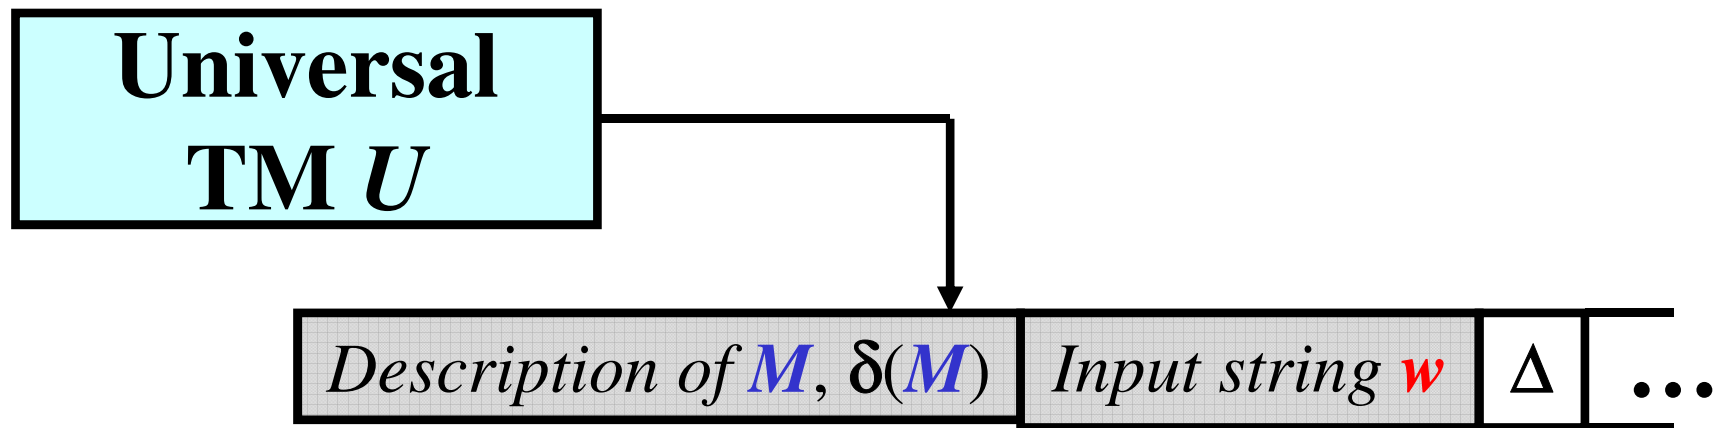 Universal
TM U
Description of M, δ(M) Input string w Δ ...